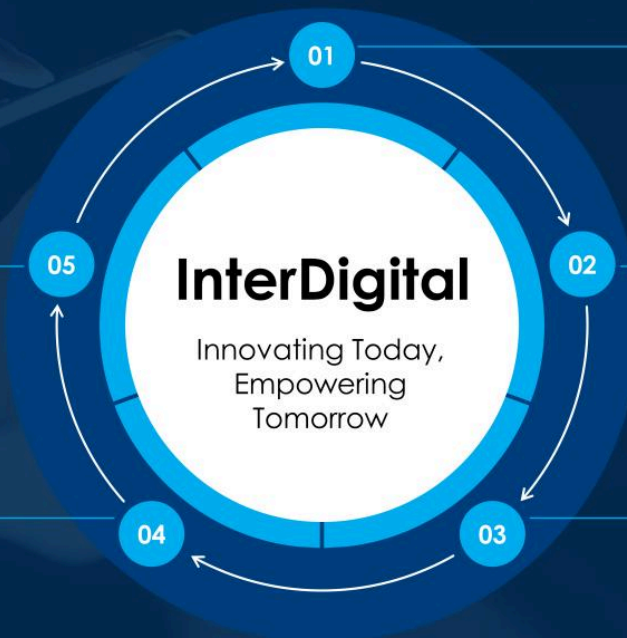 01
02
03
04
05
InterDigital
Innovating Today,
Empowering
Tomorrow